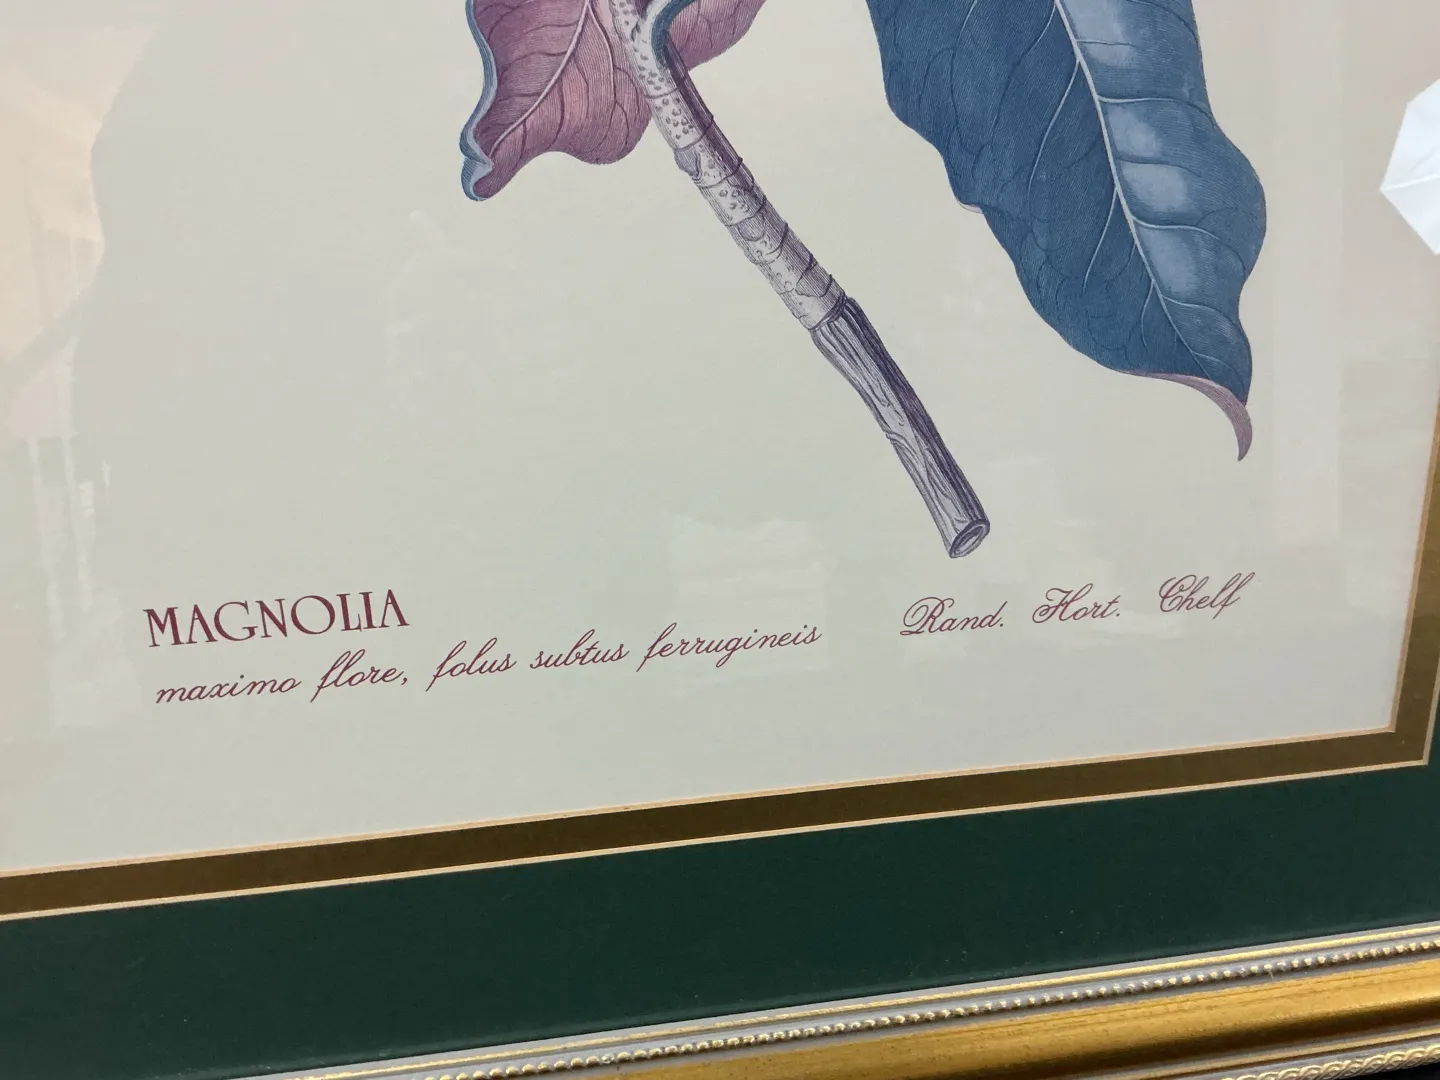 MAGNOLIA
maximo flore, folus subtus ferrugineis
Rand. Hort. Chelf